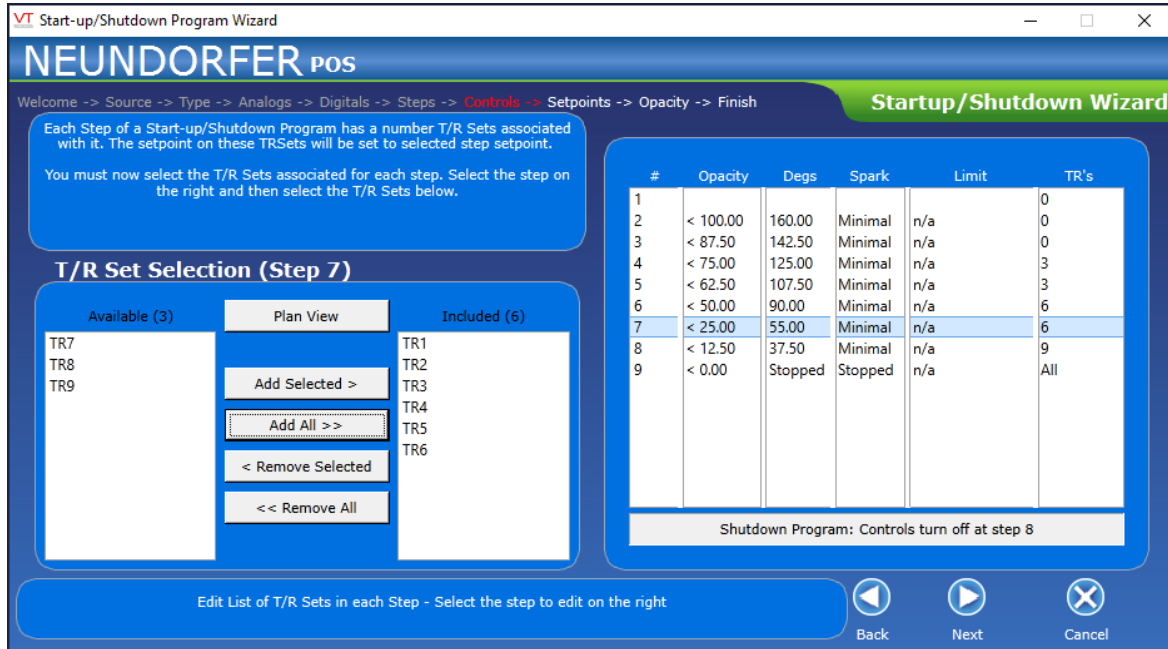 VT Start-up/Shutdown Program Wizard
NEUNDORFER POS
Welcome -> Source -> Type -> Analogs -> Digitals -> Steps -> Controls -> Setpoints -> Opacity -> Finish
Startup/Shutdown Wizard
Each Step of a Start-up/Shutdown Program has a number T/R Sets associated
with it. The setpoint on these TRSets will be set to selected step setpoint.
You must now select the T/R Sets associated for each step. Select the step on
the right and then select the T/R Sets below.
T/R Set Selection (Step 7)
Available (3)
TR7
TR8
TR9
Plan View
Add Selected >
Add All >>
< Remove Selected
<< Remove All
Included (6)
TR1
TR2
TR3
TR4
TR5
TR6
# Opacity Degs Spark Limit TR's
1 0
2 < 100.00 160.00 Minimal n/a 0
3 < 87.50 142.50 Minimal n/a 0
4 < 75.00 125.00 Minimal n/a 3
5 < 62.50 107.50 Minimal n/a 3
6 < 50.00 90.00 Minimal n/a 6
7 < 25.00 55.00 Minimal n/a 6
8 < 12.50 37.50 Minimal n/a 9
9 < 0.00 Stopped Stopped n/a All
Shutdown Program: Controls turn off at step 8
Edit List of T/R Sets in each Step - Select the step to edit on the right
Back Next Cancel